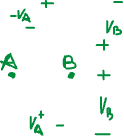 -V_A + -
- + V_B
A B +
V_A^+ - V_B -